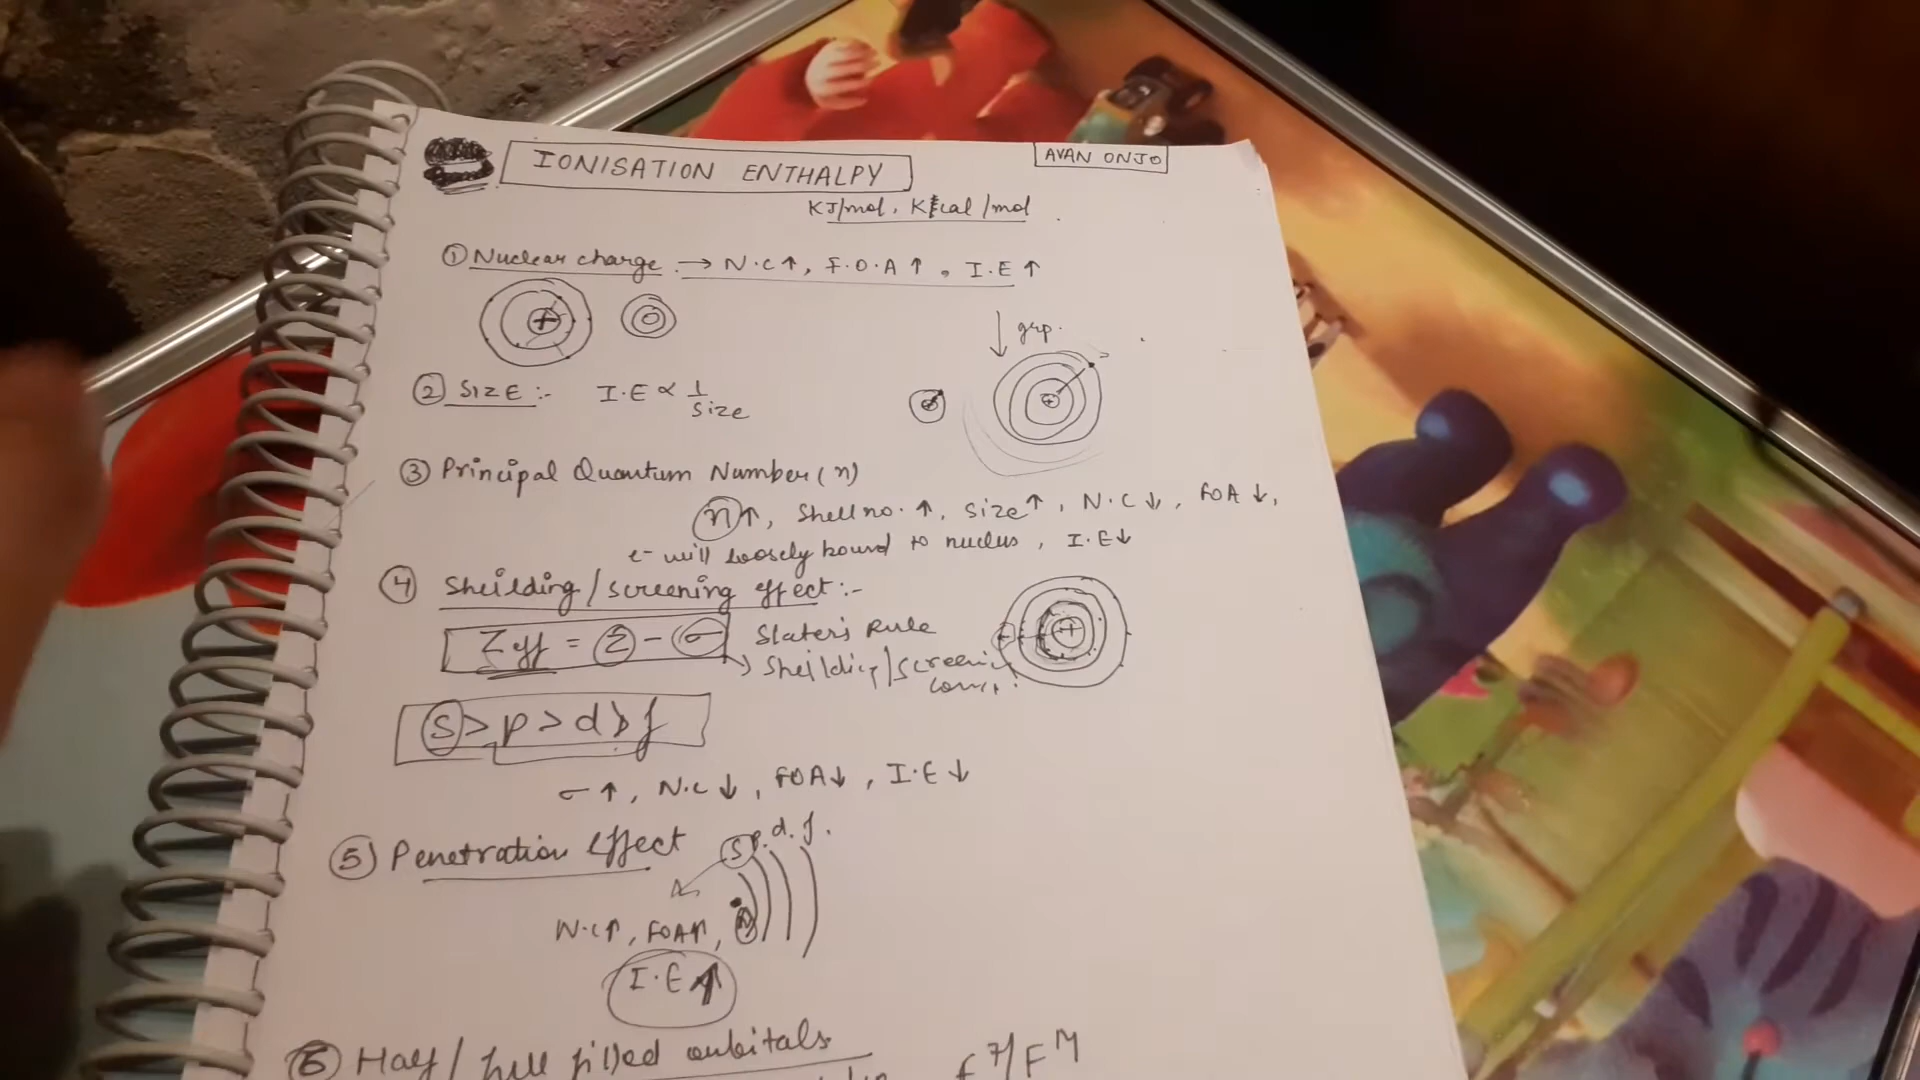 IONISATION ENTHALPY
AVAN ONJO
KJ/mol, Kcal/mol
① Nuclear charge → N.C↑, F.O.A↑, I.E↑
↓ grp.
② SIZE :- I.E ∝ 1/Size
③ Principal Quantum Number (n)
n↑, Shell no.↑, Size↑, N.C↓, FOA↓,
e- will loosely bound to nucleus, I.E↓
④ Sheilding/screening effect :-
Zeff = Z - σ Slater's Rule
→ Sheilding/screening
S > p > d > f
σ↑, N.C↓, FOA↓, I.E↓
⑤ Penetration effect S p. d. f.
N.C↑, FOA↑,
I.E↑
⑥ Half/ full filled orbitals